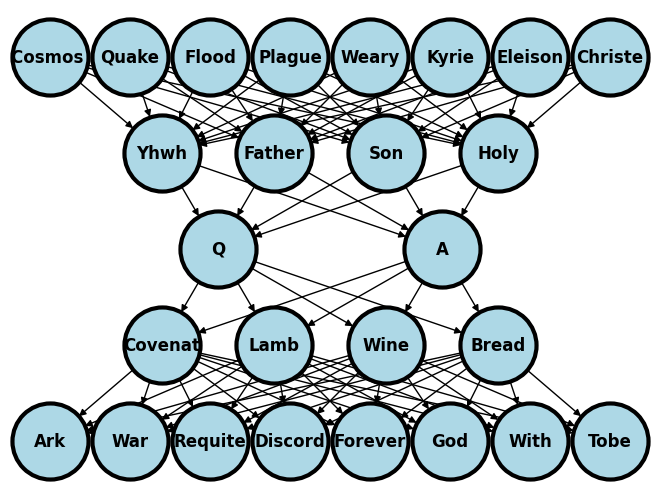 Cosmos Quake Flood Plague Weary Kyrie Eleison Christe
Yhwh Father Son Holy
Q A
Covenat Lamb Wine Bread
Ark War Requite Discord Forever God With Tobe